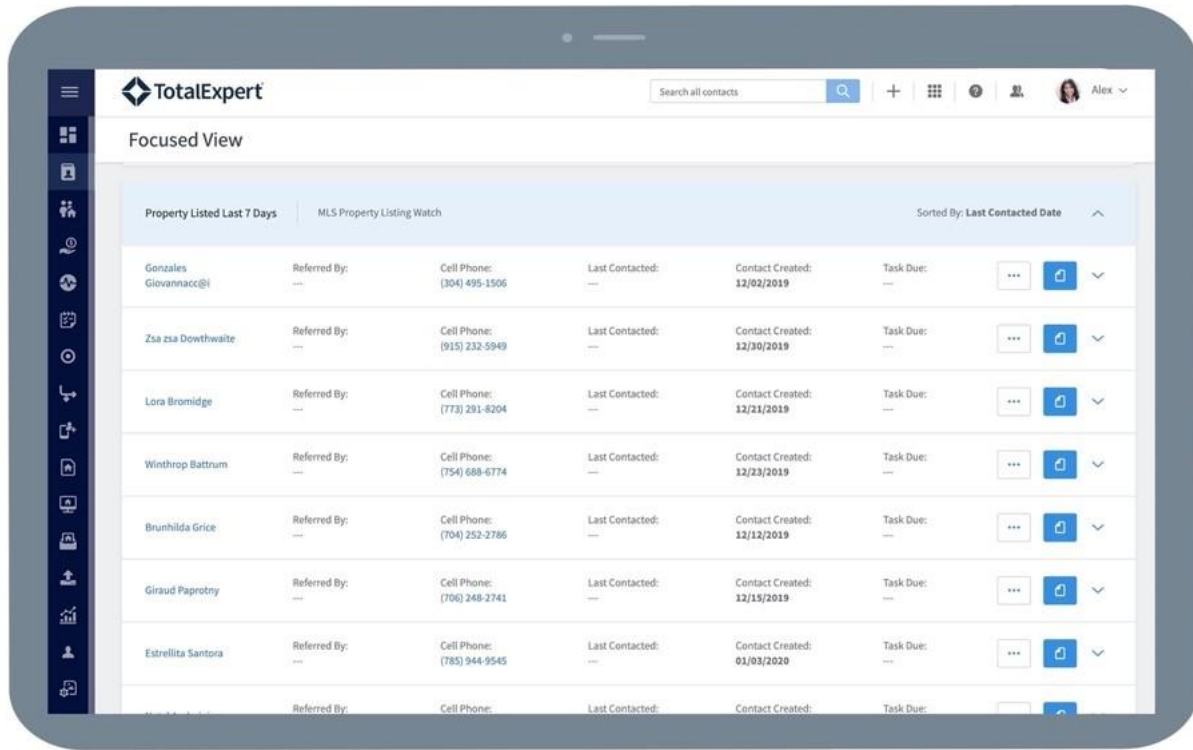 TotalExpert
Search all contacts
Alex
Focused View
Property Listed Last 7 Days MLS Property Listing Watch Sorted By: Last Contacted Date
Gonzales Referred By: Cell Phone: Last Contacted: Contact Created: Task Due:
Giovannacc@i --- (304) 495-1506 --- 12/02/2019 ---
Referred By: Cell Phone: Last Contacted: Contact Created: Task Due:
Zsa zsa Dowthwaite --- (915) 232-5949 --- 12/30/2019 ---
Referred By: Cell Phone: Last Contacted: Contact Created: Task Due:
Lora Bromidge --- (773) 291-8204 --- 12/21/2019 ---
Referred By: Cell Phone: Last Contacted: Contact Created: Task Due:
Winthrop Battrum --- (754) 688-6774 --- 12/23/2019 ---
Referred By: Cell Phone: Last Contacted: Contact Created: Task Due:
Brunhilda Grice --- (704) 252-2786 --- 12/12/2019 ---
Referred By: Cell Phone: Last Contacted: Contact Created: Task Due:
Giraud Paprotny --- (706) 248-2741 --- 12/15/2019 ---
Referred By: Cell Phone: Last Contacted: Contact Created: Task Due:
Estrellita Santora --- (785) 944-9545 --- 01/03/2020 ---
Referred By: Cell Phone: Last Contacted: Contact Created: Task Due: